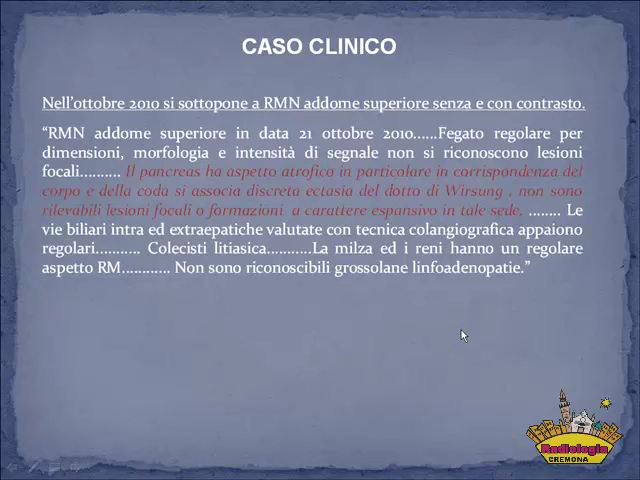 CASO CLINICO
Nell'ottobre 2010 si sottopone a RMN addome superiore senza e con contrasto.
“RMN addome superiore in data 21 ottobre 2010......Fegato regolare per
dimensioni, morfologia e intensità di segnale non si riconoscono lesioni
focali.......... Il pancreas ha aspetto atrofico in particolare in corrispondenza del
corpo e della coda si associa discreta ectasia del dotto di Wirsung , non sono
rilevabili lesioni focali o formazioni a carattere espansivo in tale sede, ........ Le
vie biliari intra ed extraepatiche valutate con tecnica colangiografica appaiono
regolari........... Colecisti litiasica...........La milza ed i reni hanno un regolare
aspetto RM............ Non sono riconoscibili grossolane linfoadenopatie.”
Radiologia
CREMONA